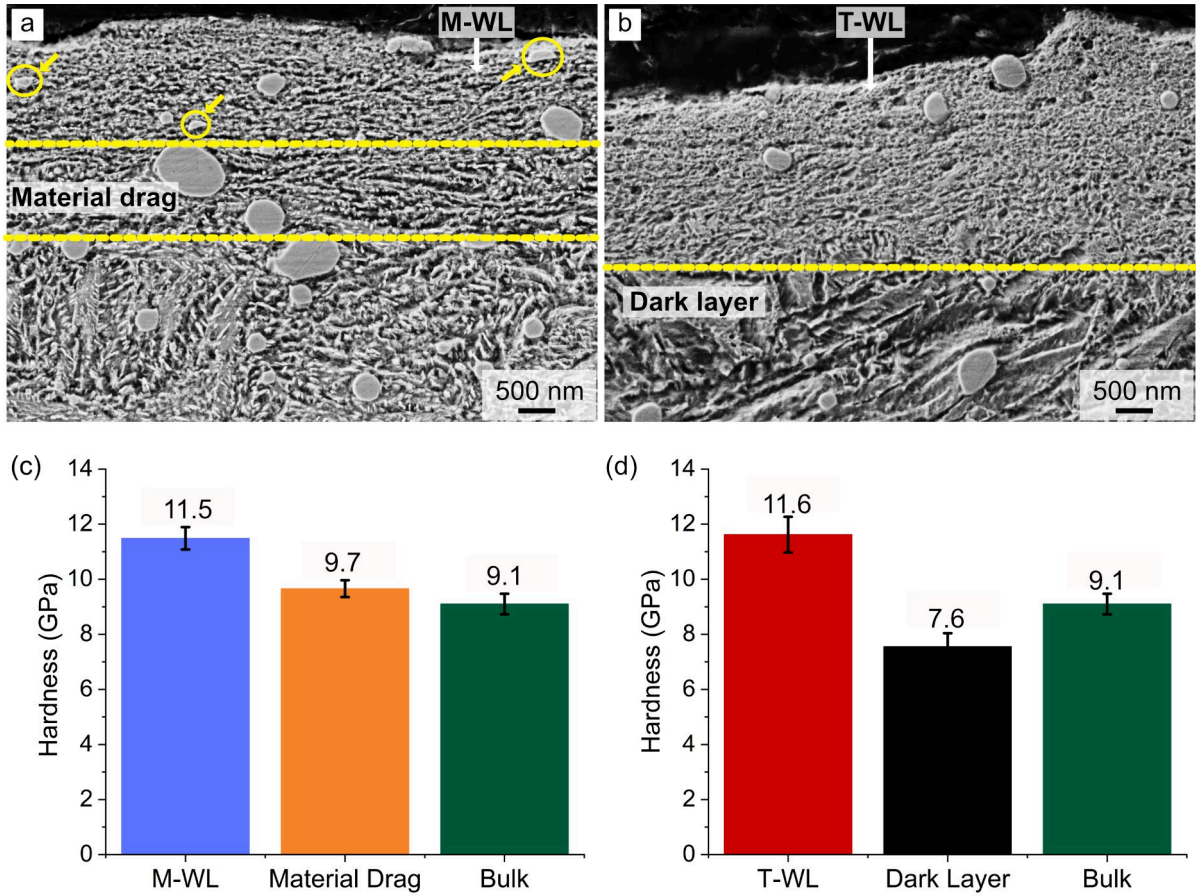 a
M-WL
Material drag
500 nm
b
T-WL
Dark layer
500 nm
(c)
Hardness (GPa)
14
12
10
8
6
4
2
0
11.5
9.7
9.1
M-WL
Material Drag
Bulk
(d)
Hardness (GPa)
14
12
10
8
6
4
2
0
11.6
7.6
9.1
T-WL
Dark Layer
Bulk